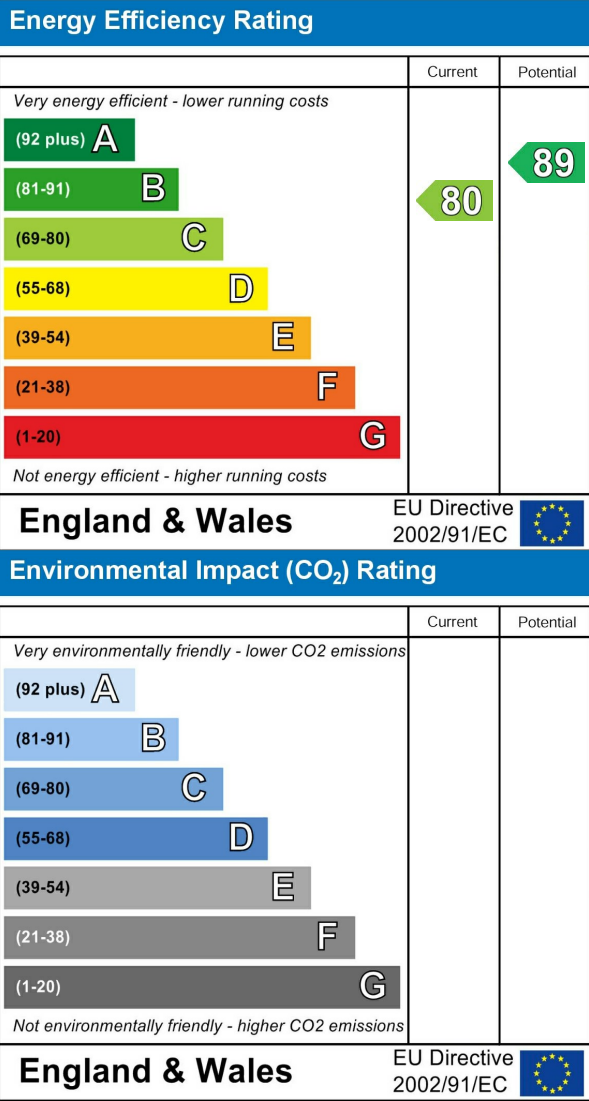 Energy Efficiency Rating
Current Potential
Very energy efficient - lower running costs
(92 plus) A
(81-91) B
(69-80) C
(55-68) D
(39-54) E
(21-38) F
(1-20) G
80
89
Not energy efficient - higher running costs
England & Wales
EU Directive
2002/91/EC
Environmental Impact (CO₂) Rating
Current Potential
Very environmentally friendly - lower CO2 emissions
(92 plus) A
(81-91) B
(69-80) C
(55-68) D
(39-54) E
(21-38) F
(1-20) G
Not environmentally friendly - higher CO2 emissions
England & Wales
EU Directive
2002/91/EC